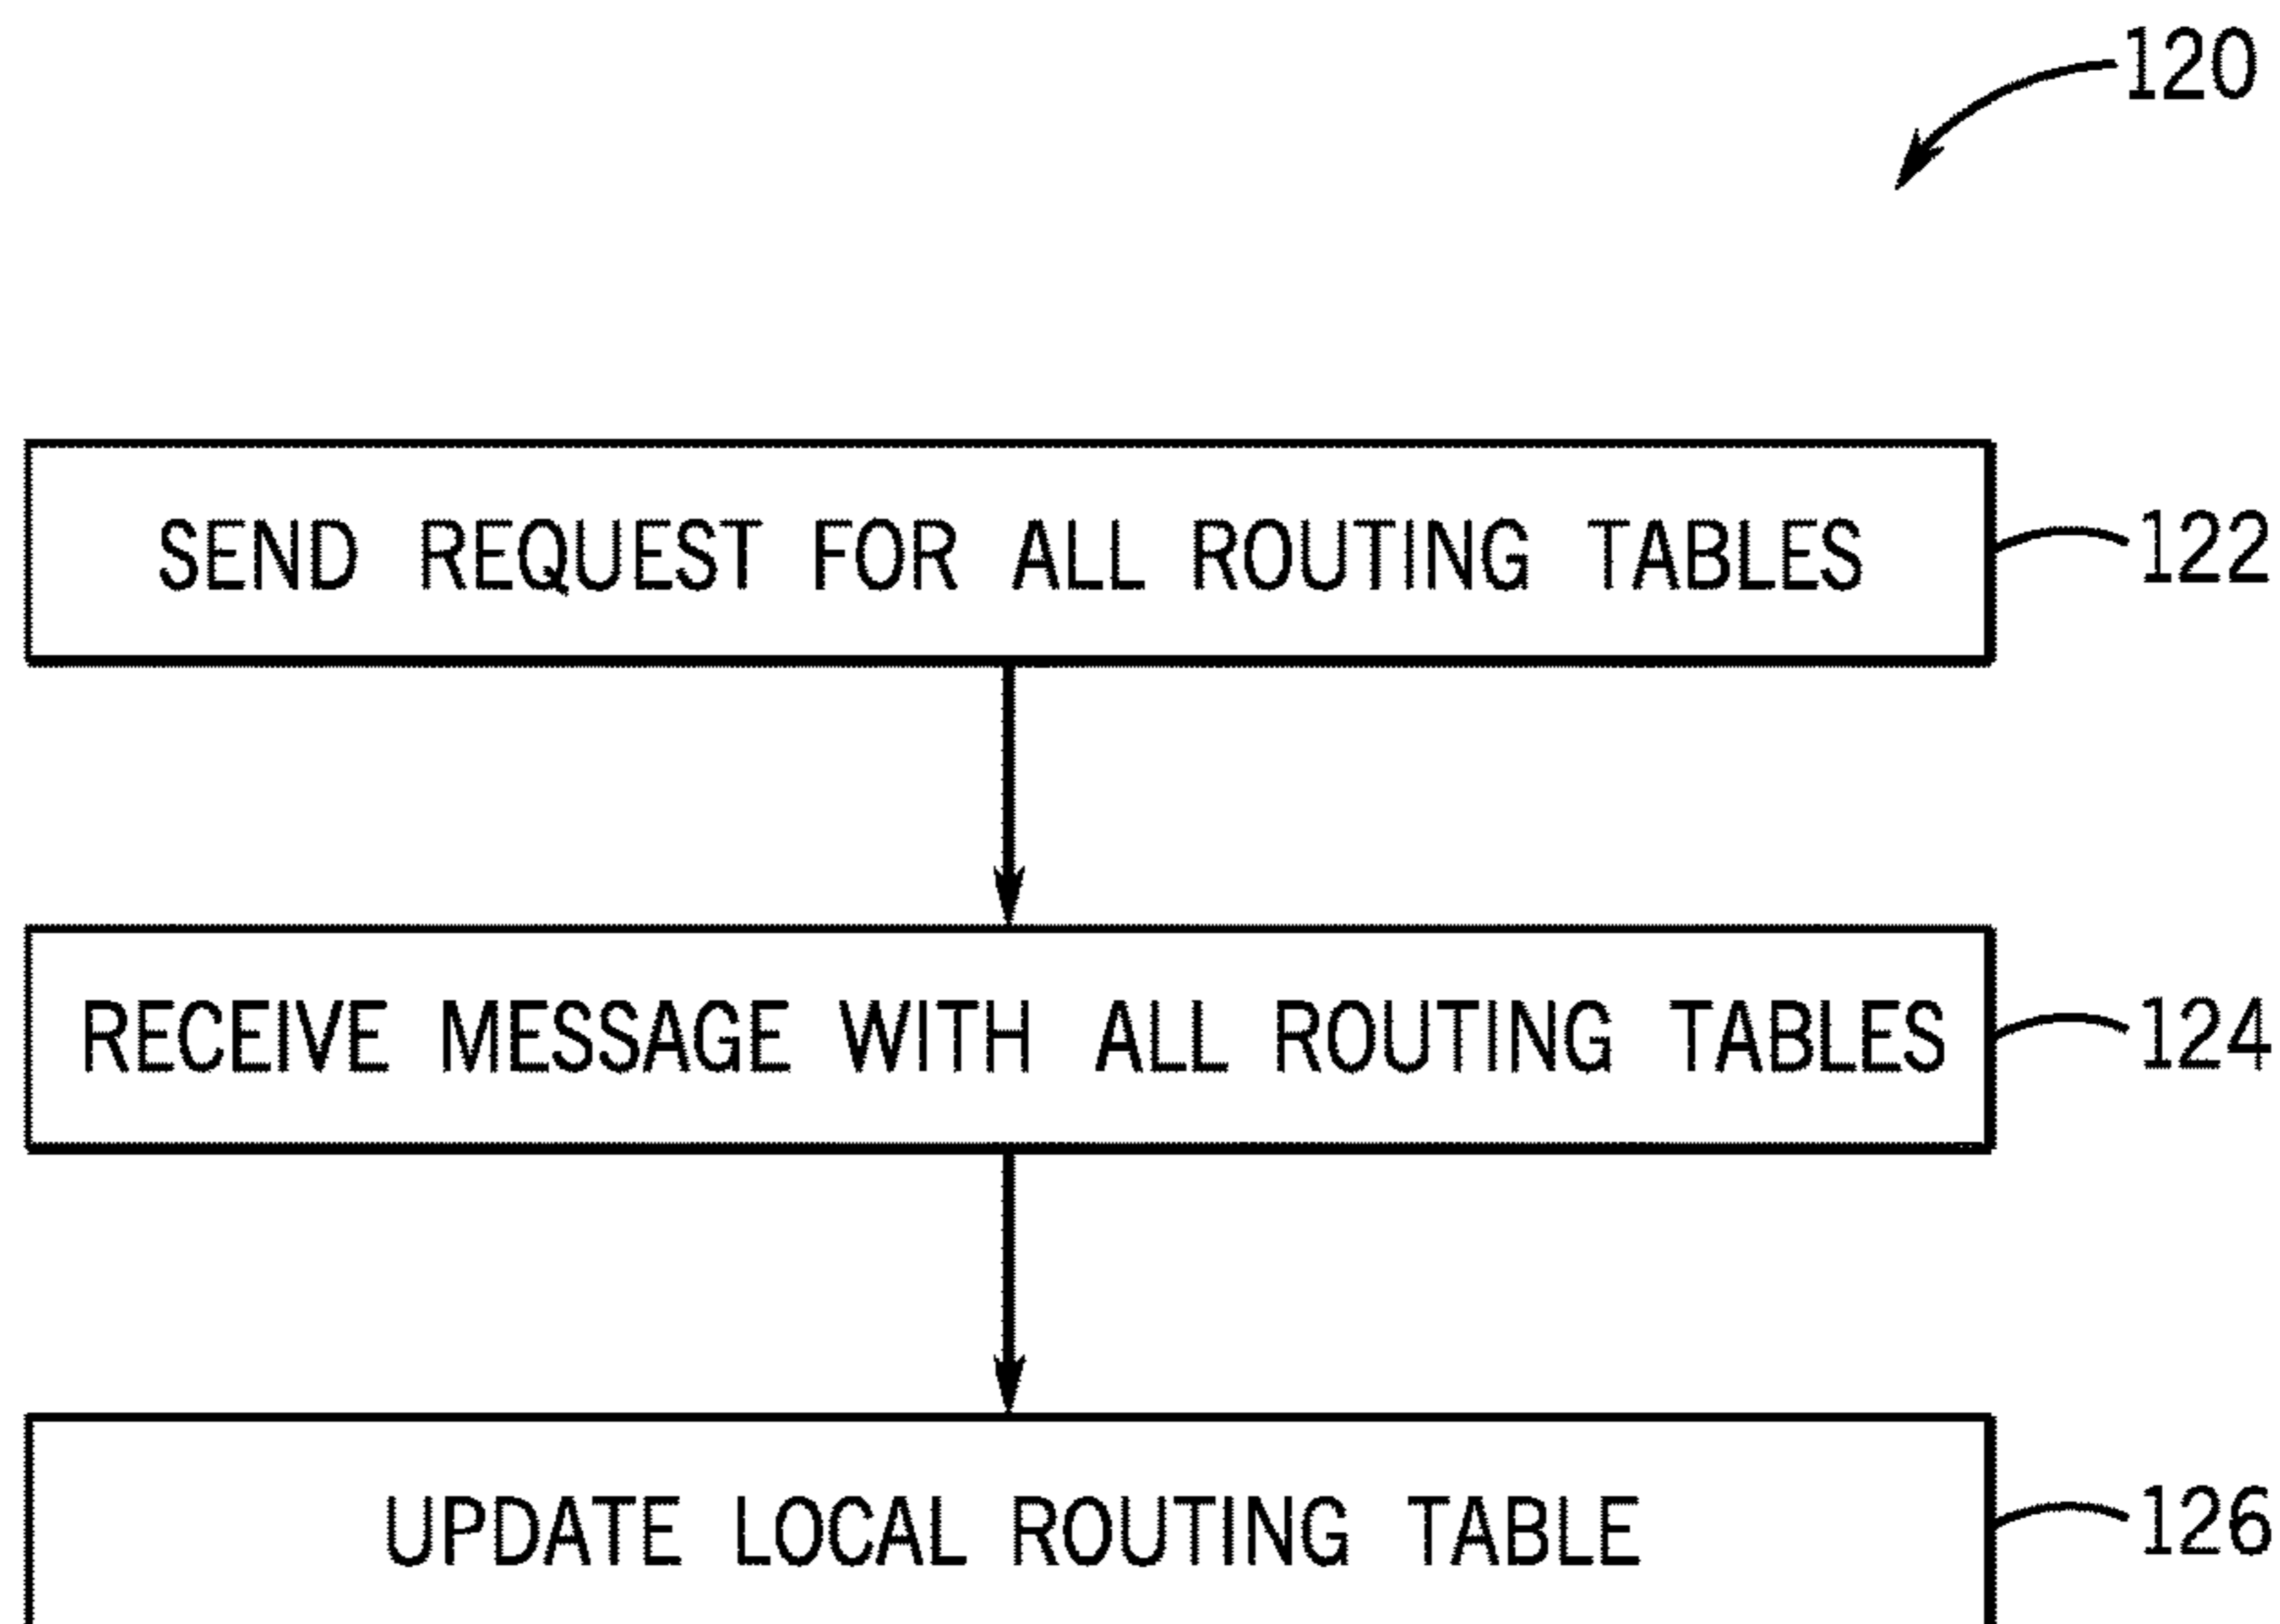 120
SEND REQUEST FOR ALL ROUTING TABLES
122
RECEIVE MESSAGE WITH ALL ROUTING TABLES
124
UPDATE LOCAL ROUTING TABLE
126